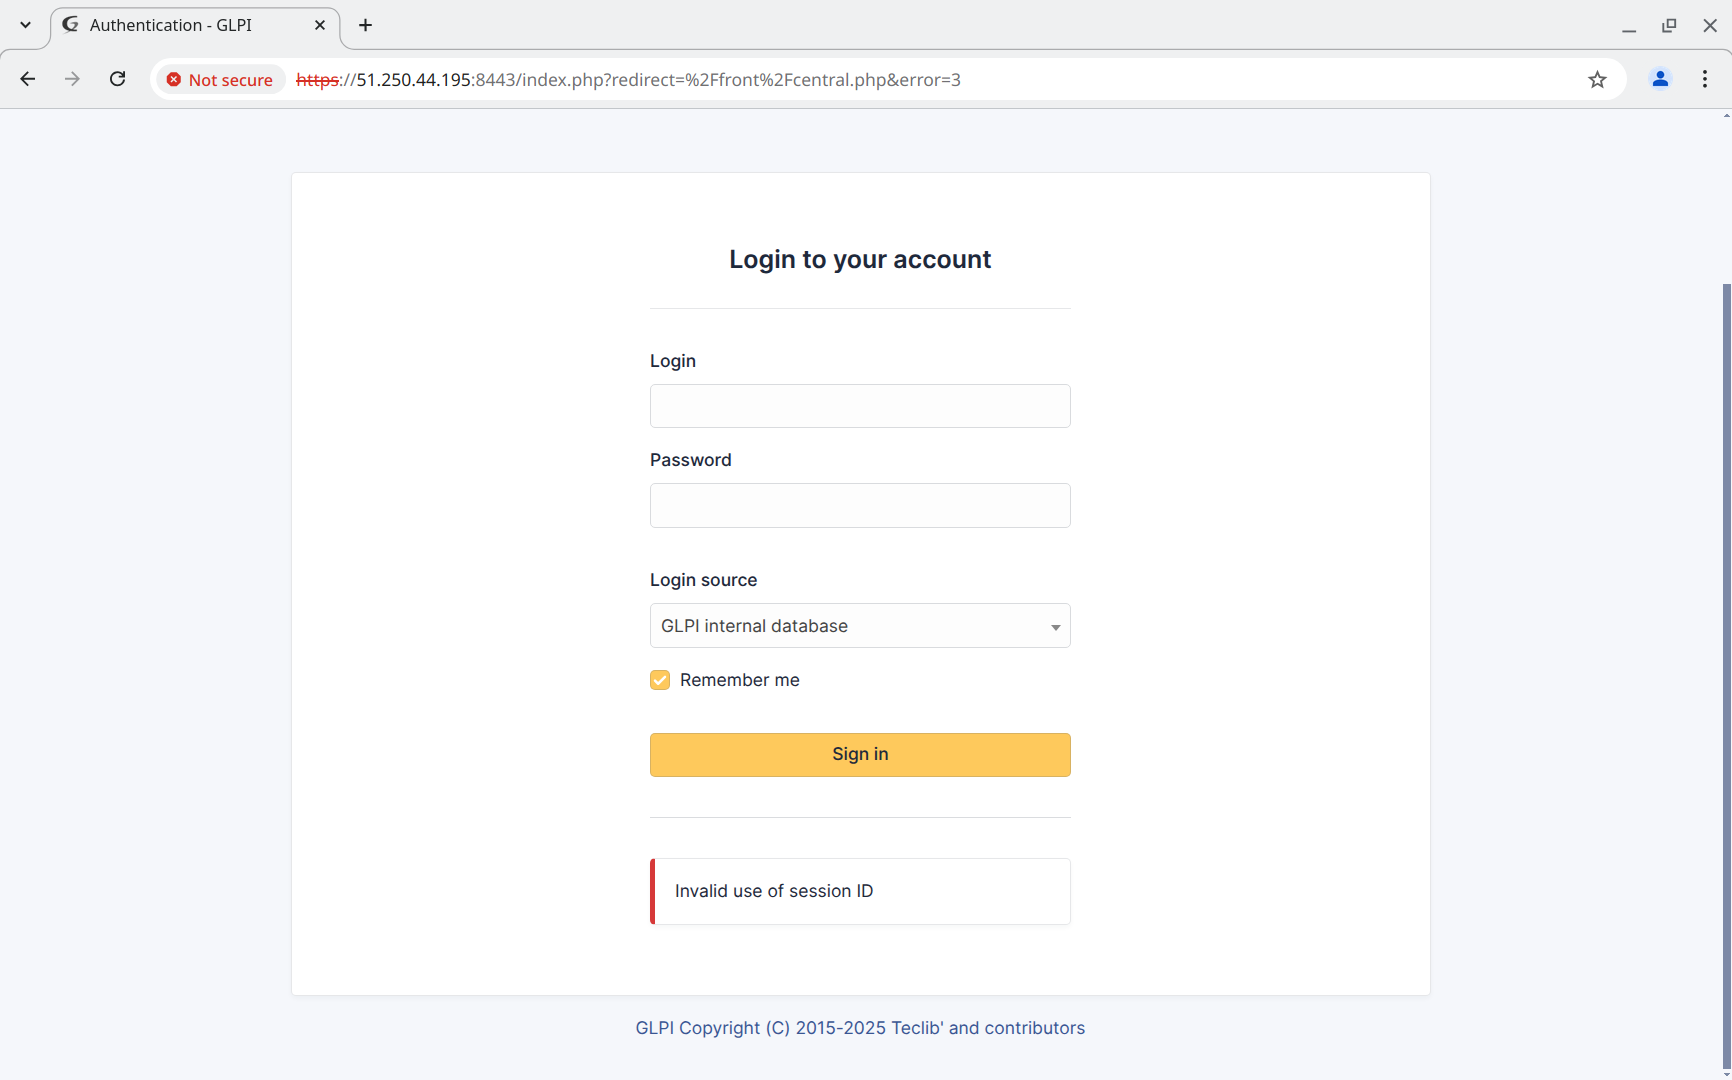 Authentication - GLPI
Not secure
https://51.250.44.195:8443/index.php?redirect=%2Ffront%2Fcentral.php&error=3
Login to your account
Login
Password
Login source
GLPI internal database
Remember me
Sign in
Invalid use of session ID
GLPI Copyright (C) 2015-2025 Teclib' and contributors